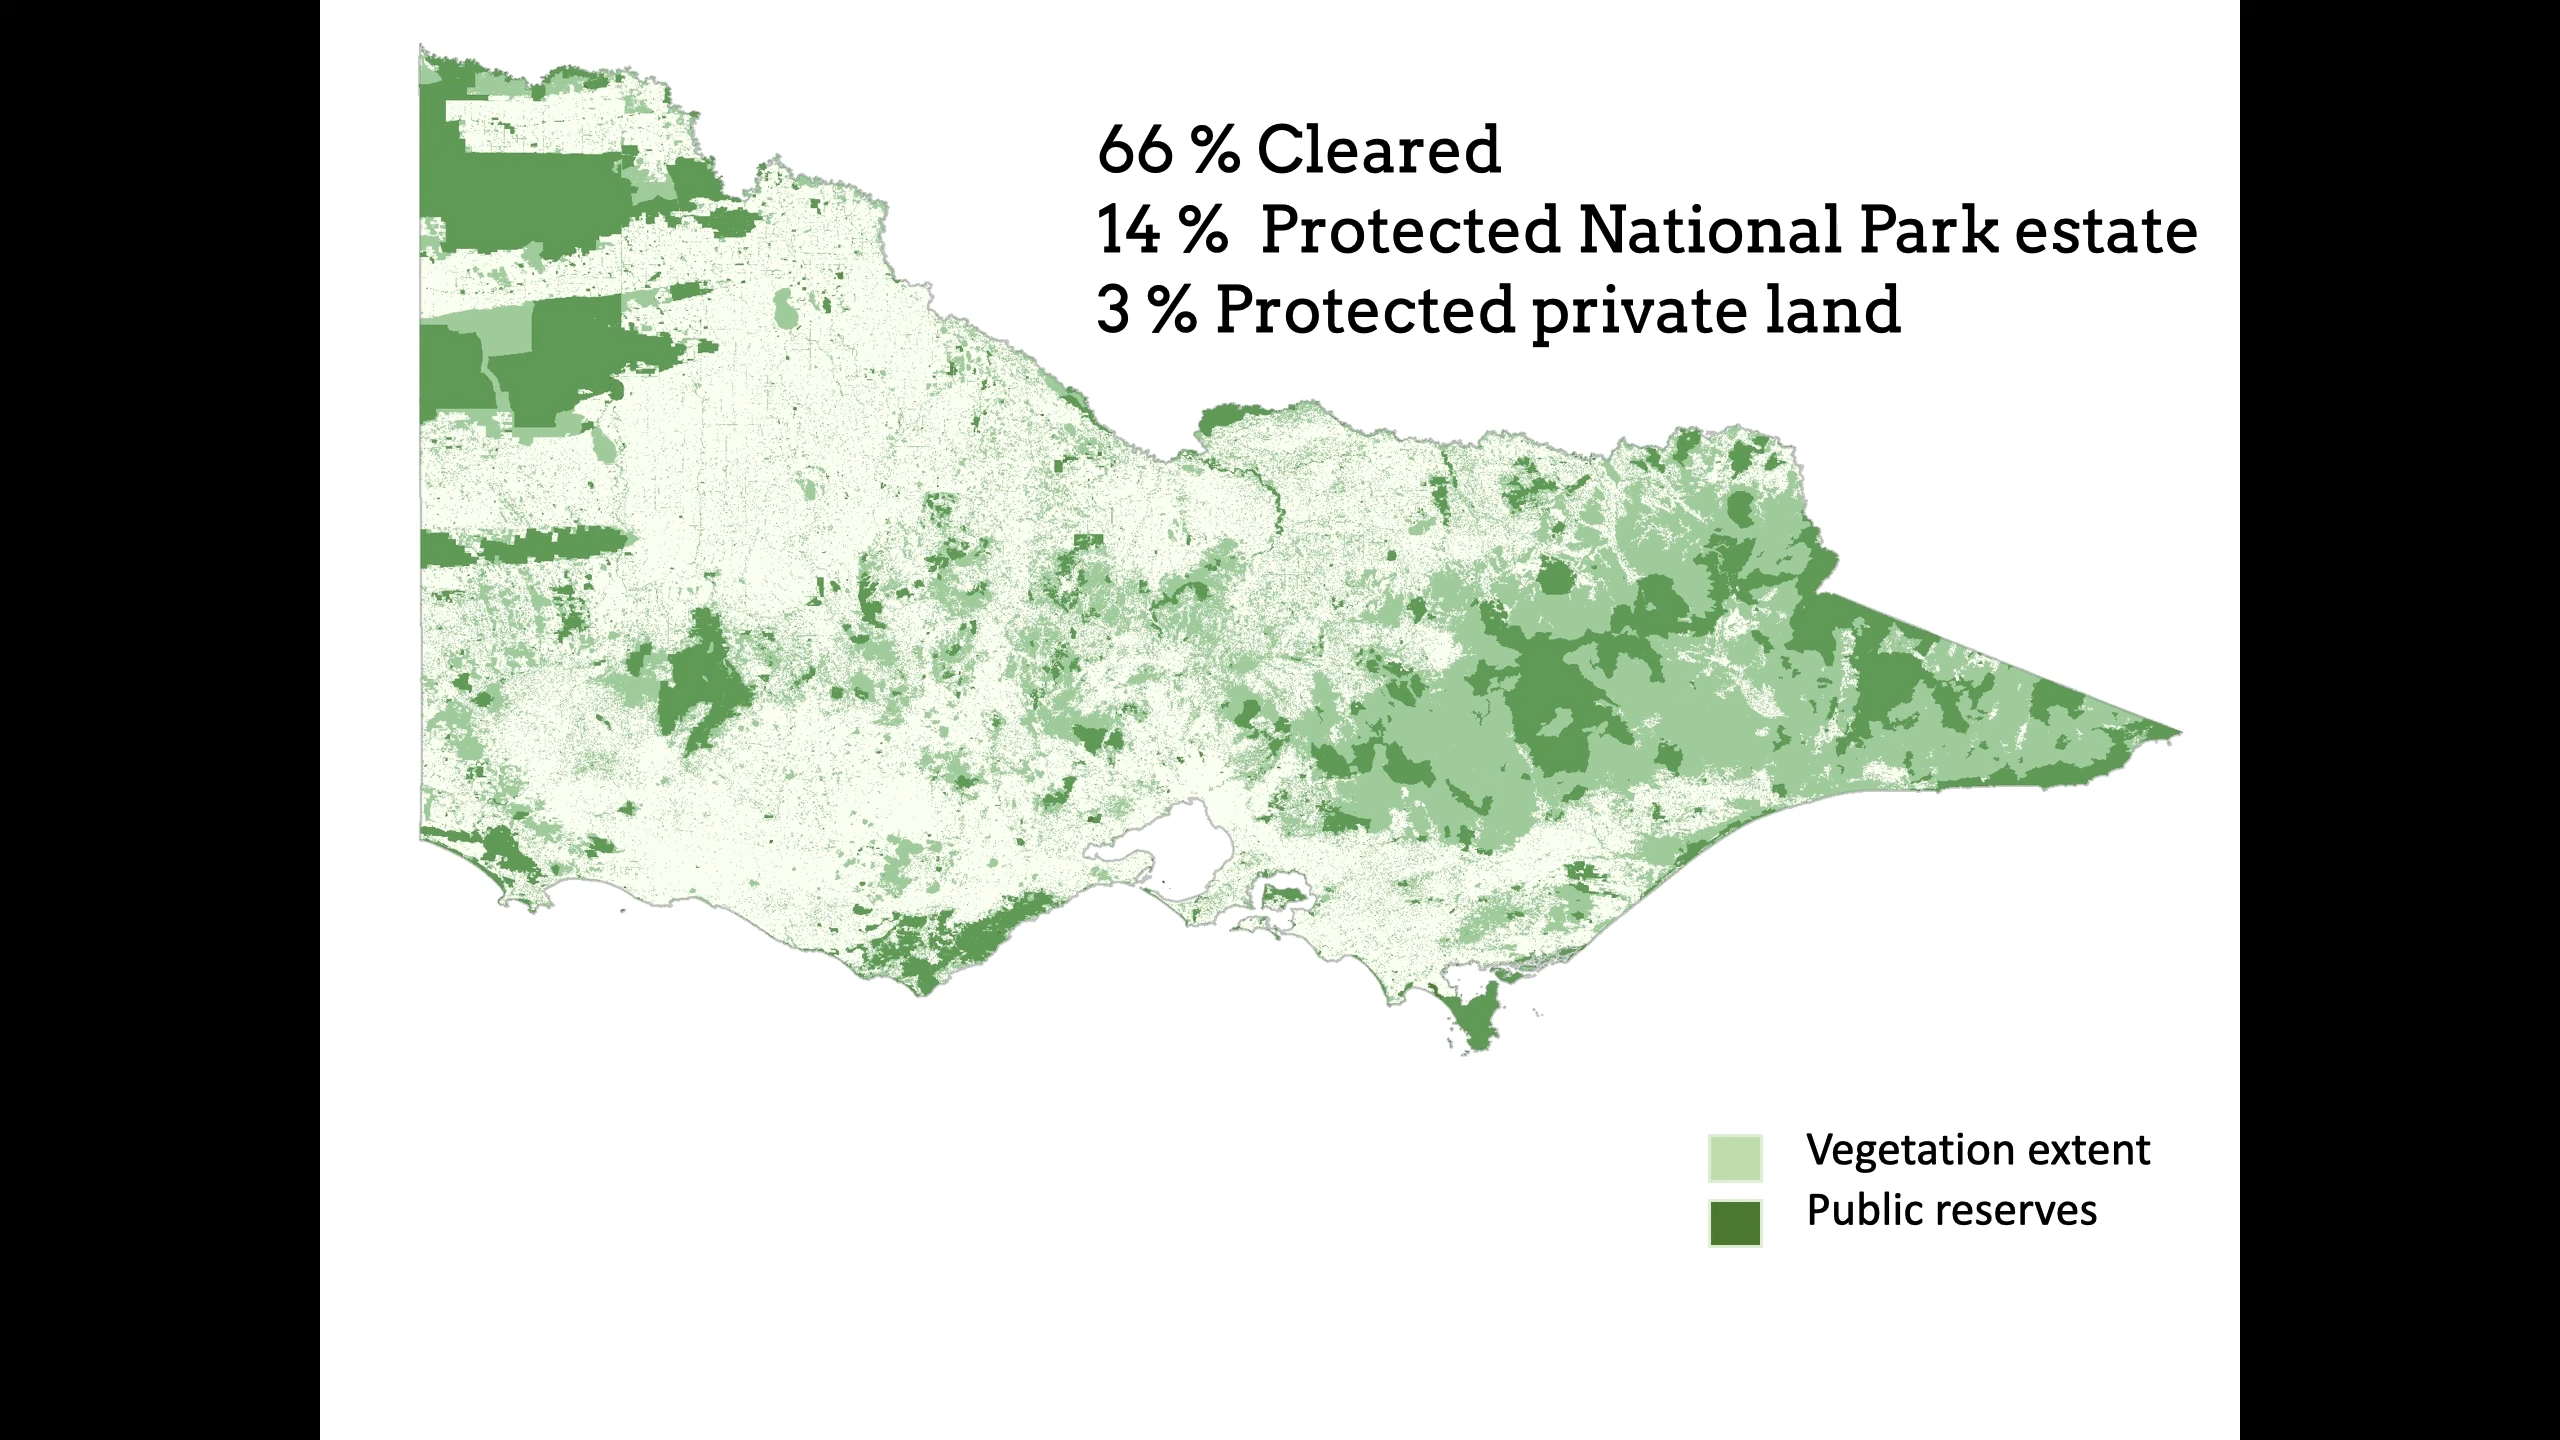 66 % Cleared
14 % Protected National Park estate
3 % Protected private land
Vegetation extent
Public reserves